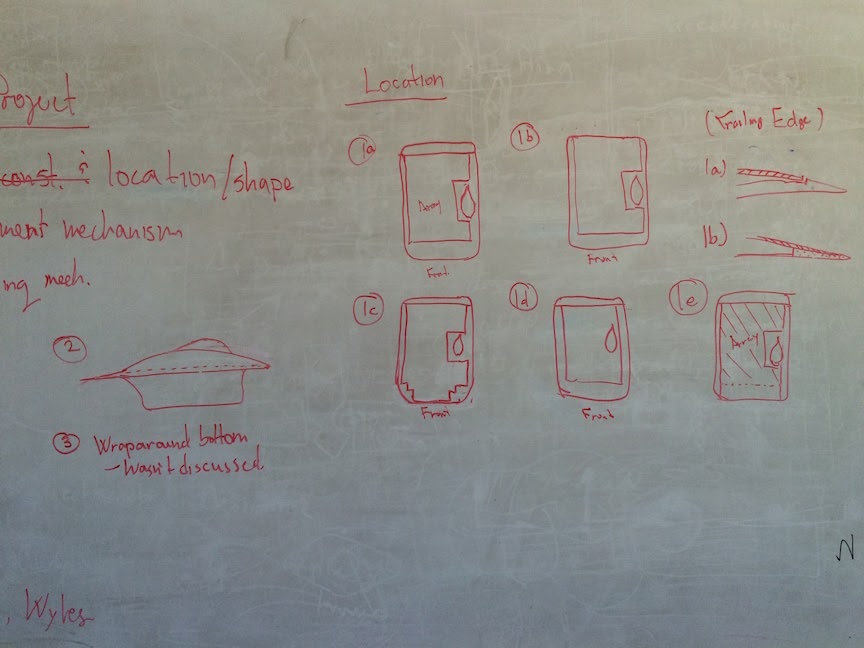 Project
const. & location/shape
ment mechanism
ing mech.
2
3 Wraparound bottom
- Wasn't discussed
, Wyles
Location
1a
Array
Front
1b
Front
1c
Front
1d
Front
1e
Array
(Trailing Edge)
1a)
1b)
N